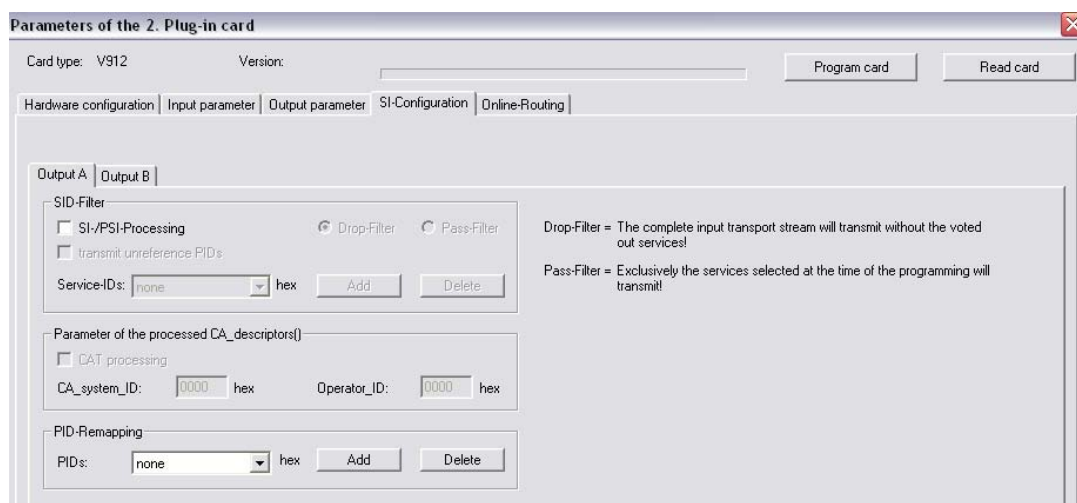 Parameters of the 2. Plug-in card
Card type: V912 Version: Program card Read card
Hardware configuration Input parameter Output parameter SI-Configuration Online-Routing
Output A Output B
SID-Filter
SI-/PSI-Processing Drop-Filter Pass-Filter
transmit unreference PIDs
Service-IDs: none hex Add Delete
Drop-Filter = The complete input transport stream will transmit without the voted
out services!
Pass-Filter = Exclusively the services selected at the time of the programming will
transmit!
Parameter of the processed CA_descriptors()
CAT processing
CA_system_ID: 0000 hex Operator_ID: 0000 hex
PID-Remapping
PIDs: none hex Add Delete